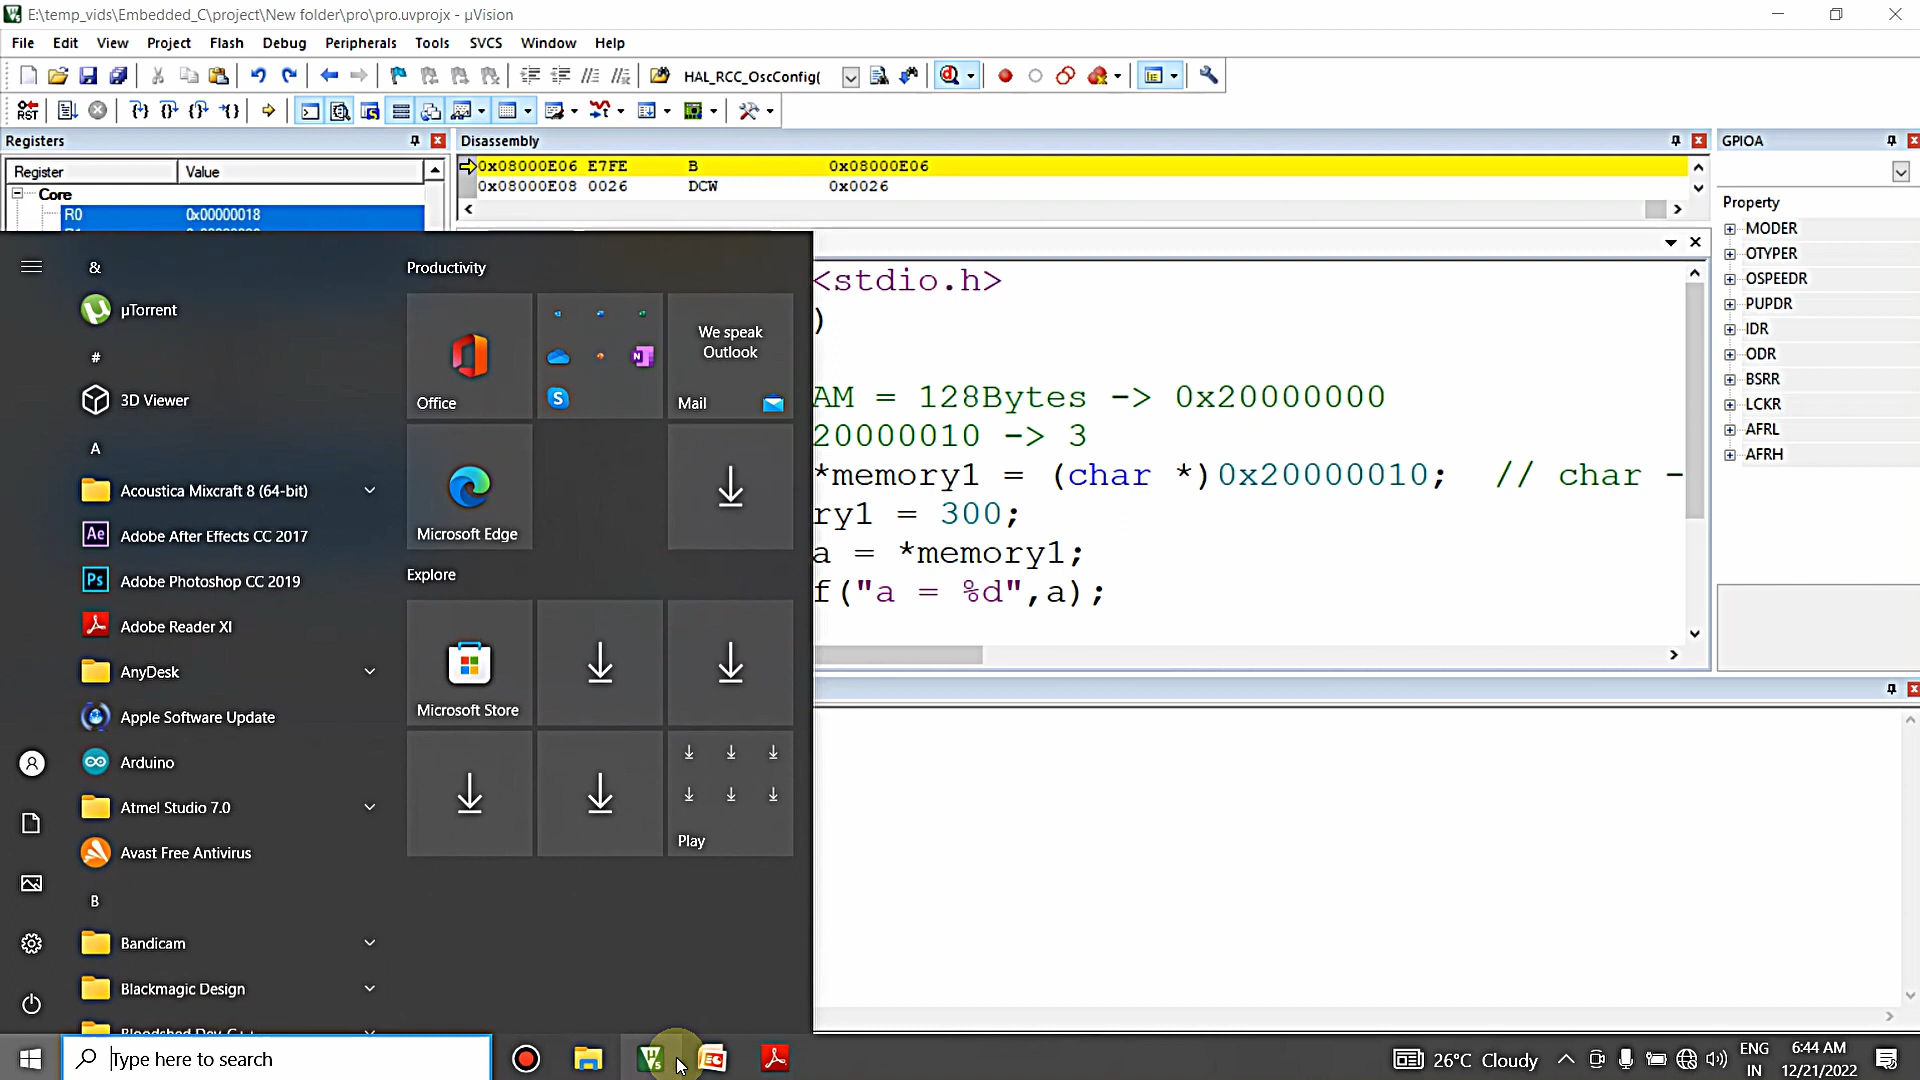 E:\temp_vids\Embedded_C\project\New folder\pro\pro.uvprojx - µVision
File Edit View Project Flash Debug Peripherals Tools SVCS Window Help
HAL_RCC_OscConfig(
RST
Registers
Register Value
Core
R0 0x00000018
Disassembly
0x08000E06 E7FE B 0x08000E06
0x08000E08 0026 DCW 0x0026
GPIOA
Property
MODER
OTYPER
OSPEEDR
PUPDR
IDR
ODR
BSRR
LCKR
AFRL
AFRH
<stdio.h>
)
AM = 128Bytes -> 0x20000000
20000010 -> 3
*memory1 = (char *)0x20000010; // char -
ry1 = 300;
a = *memory1;
f("a = %d",a);
&
µTorrent
#
3D Viewer
A
Acoustica Mixcraft 8 (64-bit)
Adobe After Effects CC 2017
Adobe Photoshop CC 2019
Adobe Reader XI
AnyDesk
Apple Software Update
Arduino
Atmel Studio 7.0
Avast Free Antivirus
B
Bandicam
Blackmagic Design
Bloodshed Dev-C++
Productivity
Office
We speak
Outlook
Mail
Microsoft Edge
Explore
Microsoft Store
Play
Type here to search
26°C Cloudy
ENG
IN
6:44 AM
12/21/2022